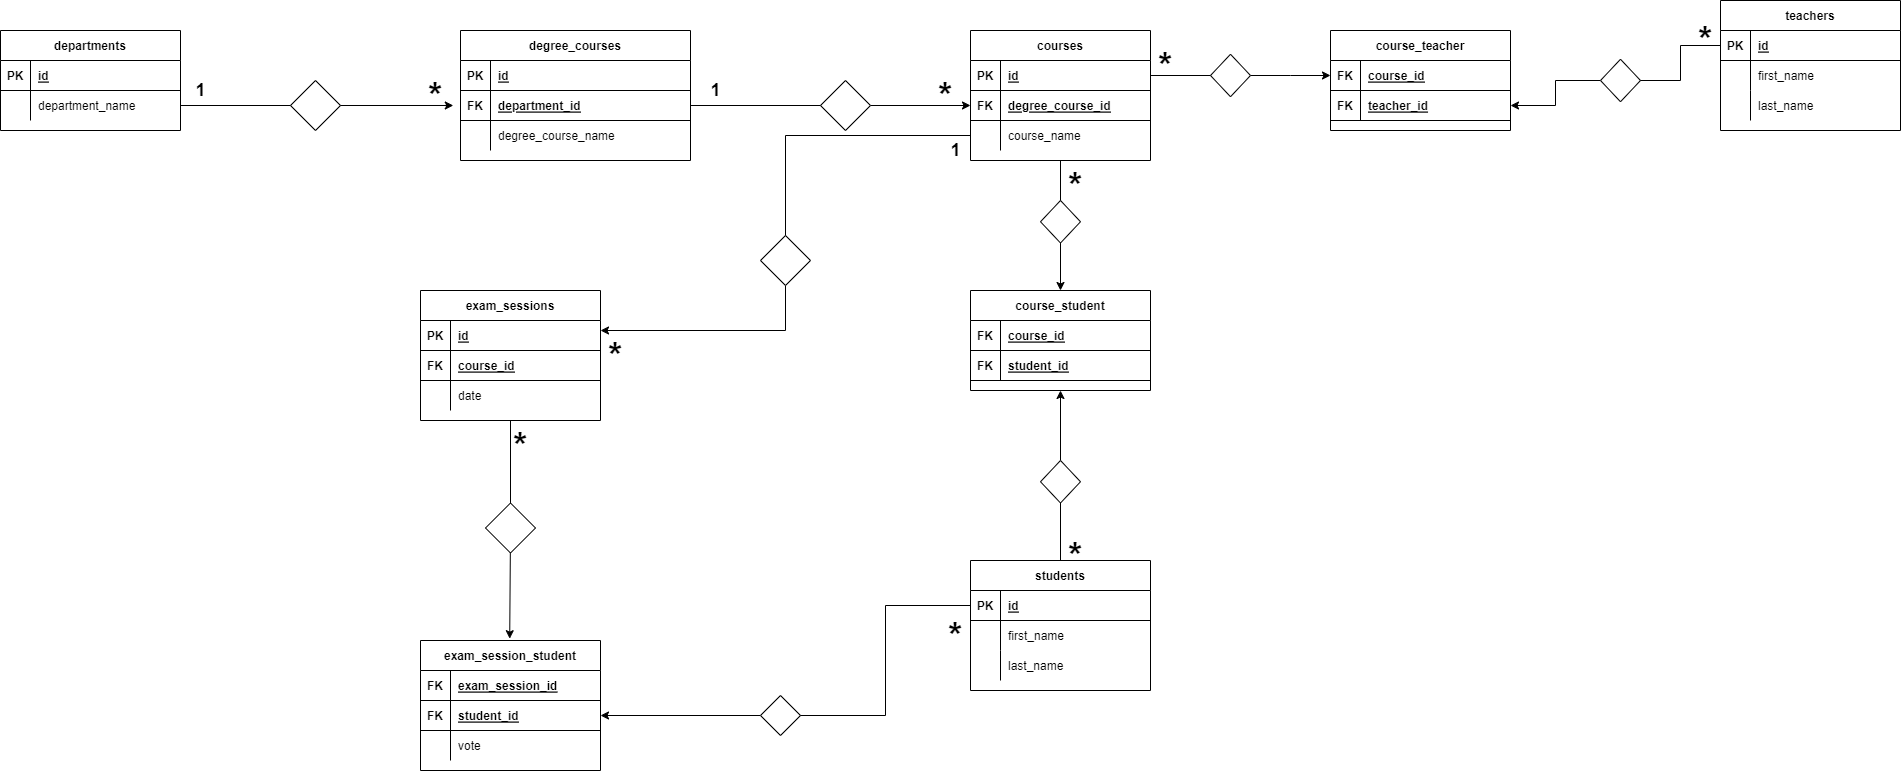 departments
PK id
department_name
1
*
degree_courses
PK id
FK department_id
degree_course_name
1
*
courses
PK id
FK degree_course_id
course_name
1
*
*
course_teacher
FK course_id
FK teacher_id
*
teachers
PK id
first_name
last_name
exam_sessions
PK id
FK course_id
date
*
*
course_student
FK course_id
FK student_id
*
students
PK id
first_name
last_name
*
exam_session_student
FK exam_session_id
FK student_id
vote